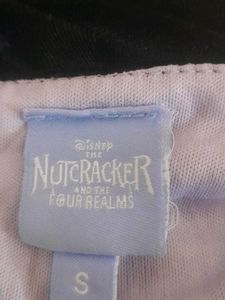 Disney
THE
NUTCRACKER
AND THE
FOUR REALMS
S